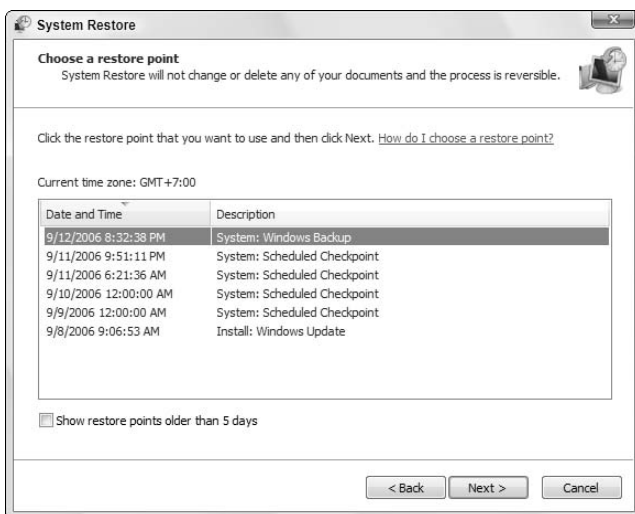 System Restore
Choose a restore point
System Restore will not change or delete any of your documents and the process is reversible.
Click the restore point that you want to use and then click Next. How do I choose a restore point?
Current time zone: GMT+7:00
Date and Time Description
9/12/2006 8:32:38 PM System: Windows Backup
9/11/2006 9:51:11 PM System: Scheduled Checkpoint
9/11/2006 6:21:36 AM System: Scheduled Checkpoint
9/10/2006 12:00:00 AM System: Scheduled Checkpoint
9/9/2006 12:00:00 AM System: Scheduled Checkpoint
9/8/2006 9:06:53 AM Install: Windows Update
Show restore points older than 5 days
< Back Next > Cancel